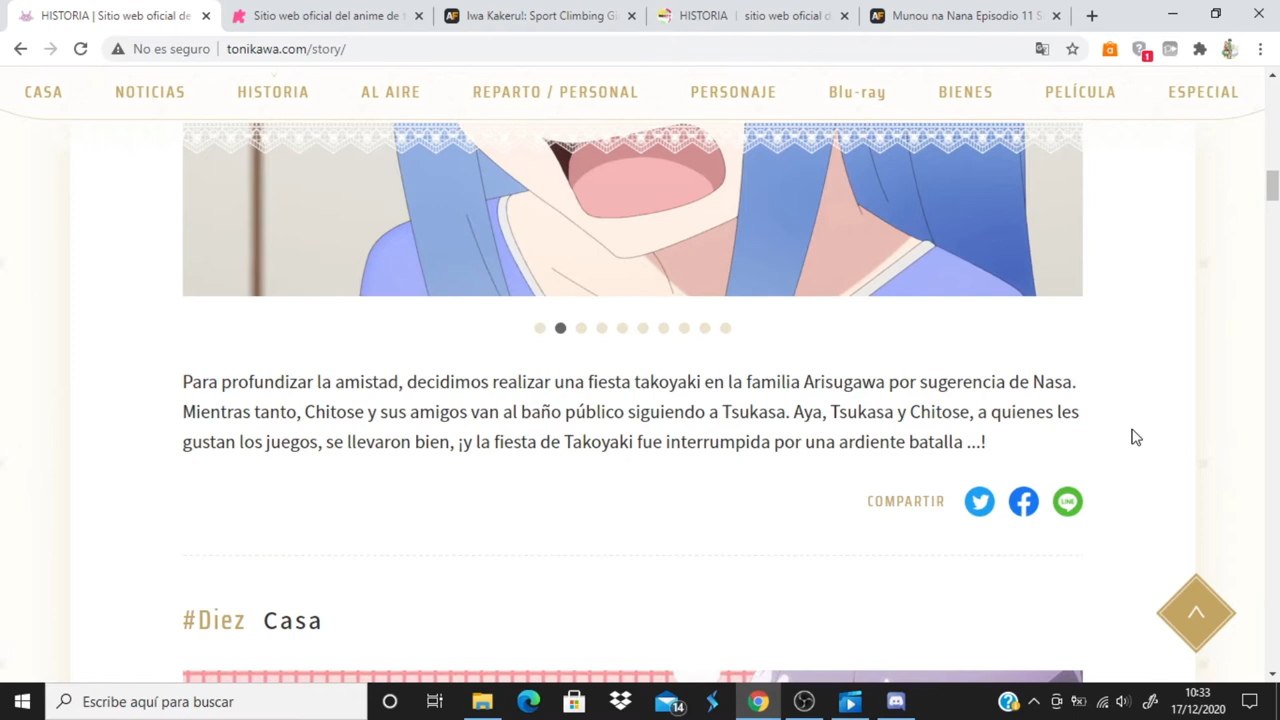 HISTORIA | Sitio web oficial de
Sitio web oficial del anime de t
Iwa Kakeru!: Sport Climbing Gi
HISTORIA | sitio web oficial d
Munou na Nana Episodio 11 S
No es seguro
tonikawa.com/story/
1
CASA
NOTICIAS
HISTORIA
AL AIRE
REPARTO / PERSONAL
PERSONAJE
Blu-ray
BIENES
PELÍCULA
ESPECIAL
Para profundizar la amistad, decidimos realizar una fiesta takoyaki en la familia Arisugawa por sugerencia de Nasa.
Mientras tanto, Chitose y sus amigos van al baño público siguiendo a Tsukasa. Aya, Tsukasa y Chitose, a quienes les
gustan los juegos, se llevaron bien, ¡y la fiesta de Takoyaki fue interrumpida por una ardiente batalla ...!
COMPARTIR
LINE
#Diez Casa
Escribe aquí para buscar
14
10:33
17/12/2020